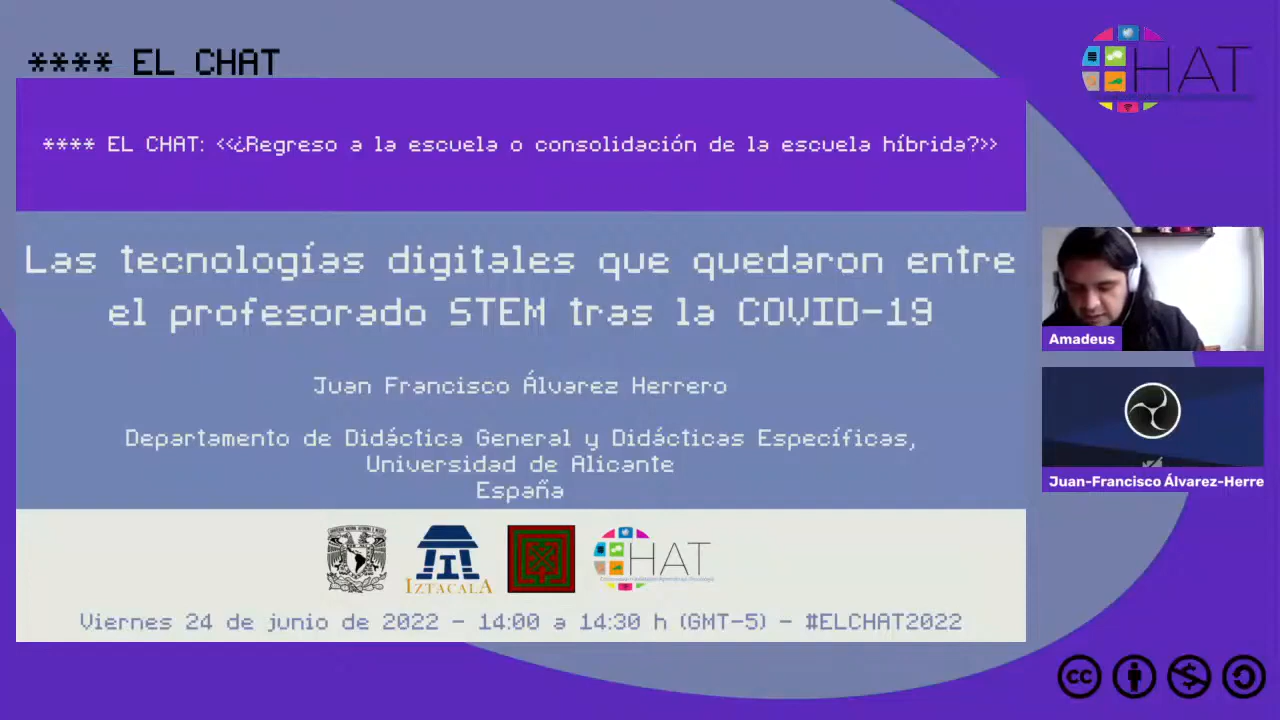 **** EL CHAT
HAT
**** EL CHAT: <<¿Regreso a la escuela o consolidación de la escuela híbrida?>>
Las tecnologías digitales que quedaron entre
el profesorado STEM tras la COVID-19
Amadeus
Juan Francisco Álvarez Herrero
Departamento de Didáctica General y Didácticas Específicas,
Universidad de Alicante
España
Juan-Francisco Álvarez-Herre
HAT
IZTACALA
Viernes 24 de junio de 2022 - 14:00 a 14:30 h (GMT-5) - #ELCHAT2022
CC